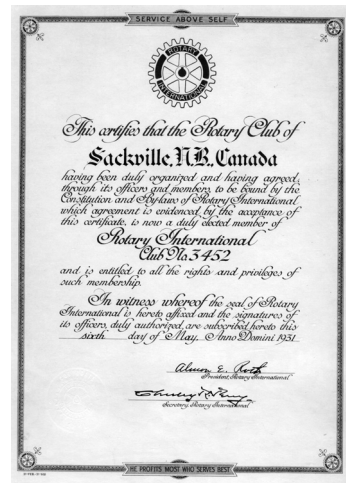 SERVICE ABOVE SELF
ROTARY
INTERNATIONAL
This certifies that the Rotary Club of
Sackville, N.B., Canada
having been duly organized and having agreed,
through its officers and members, to be bound by the
Constitution and By-laws of Rotary International
which agreement is evidenced by the acceptance of
this certificate, is now a duly elected member of
Rotary International
Club No. 3452
and is entitled to all the rights and privileges of
such membership.
In witness whereof the seal of Rotary
International is hereto affixed and the signatures of
its officers, duly authorized, are subscribed hereto this
sixth day of May, Anno Domini 1931.
Almon E. Roth
President, Rotary International
Secretary, Rotary International
HE PROFITS MOST WHO SERVES BEST